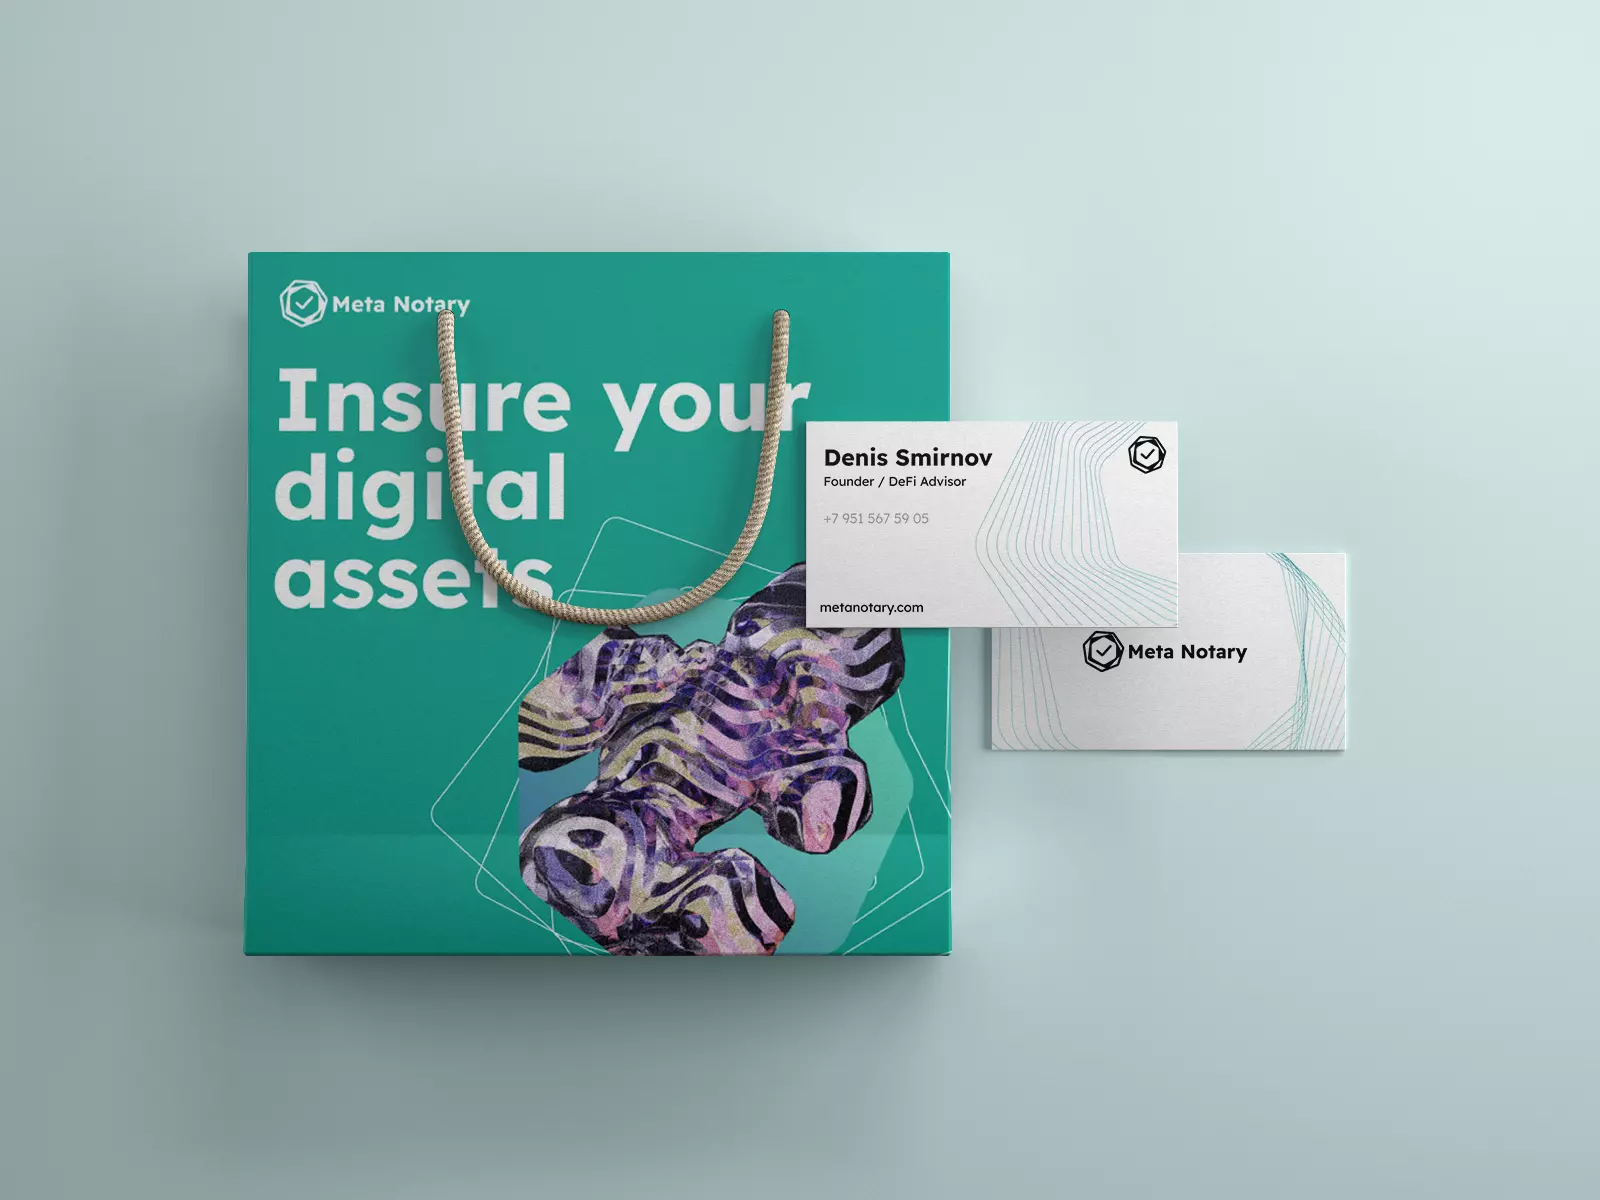 Meta Notary
Insure your
digital
assets
Denis Smirnov
Founder / DeFi Advisor
+7 951 567 59 05
metanotary.com
Meta Notary